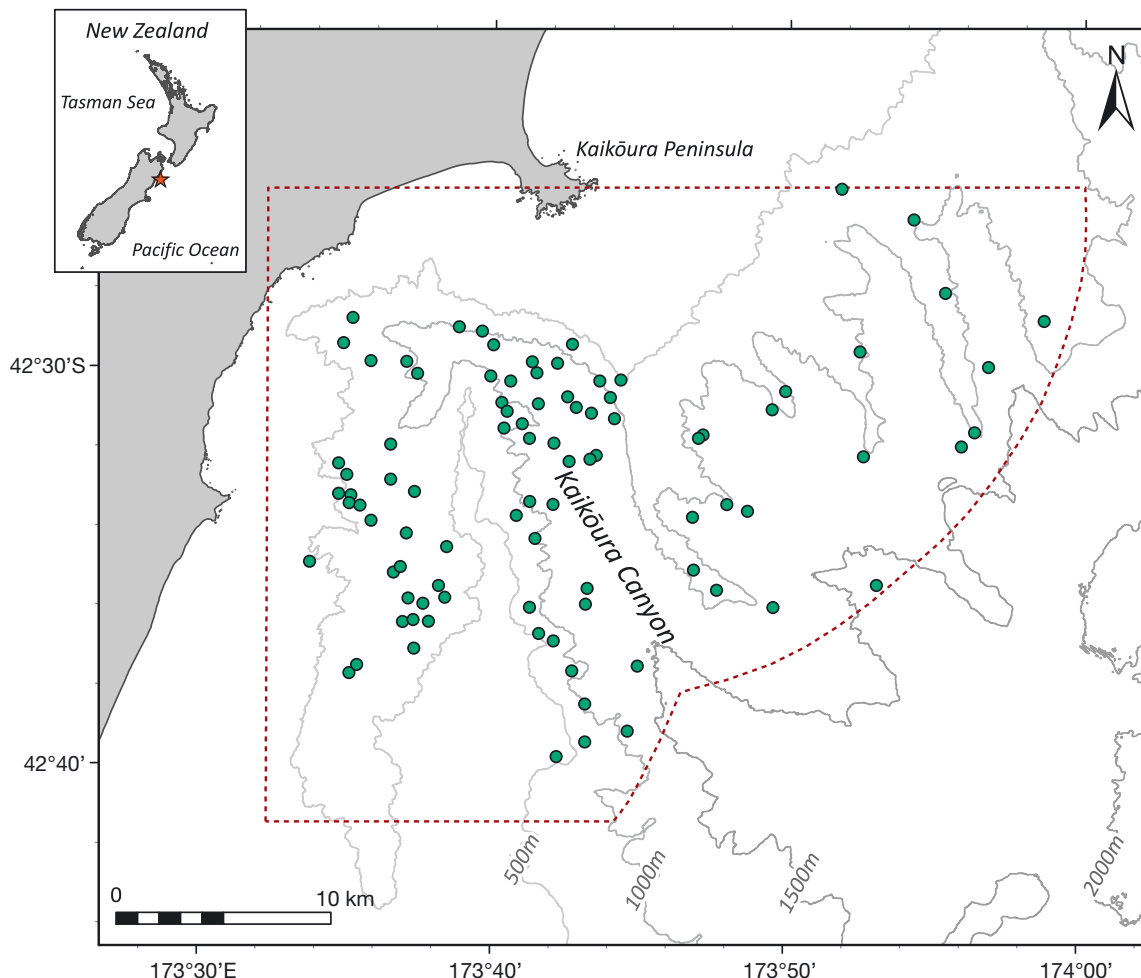 New Zealand
Tasman Sea
Pacific Ocean
N
Kaikōura Peninsula
42°30'S
Kaikōura Canyon
42°40'
500m
1000m
1500m
2000m
0
10 km
173°30'E
173°40'
173°50'
174°00'